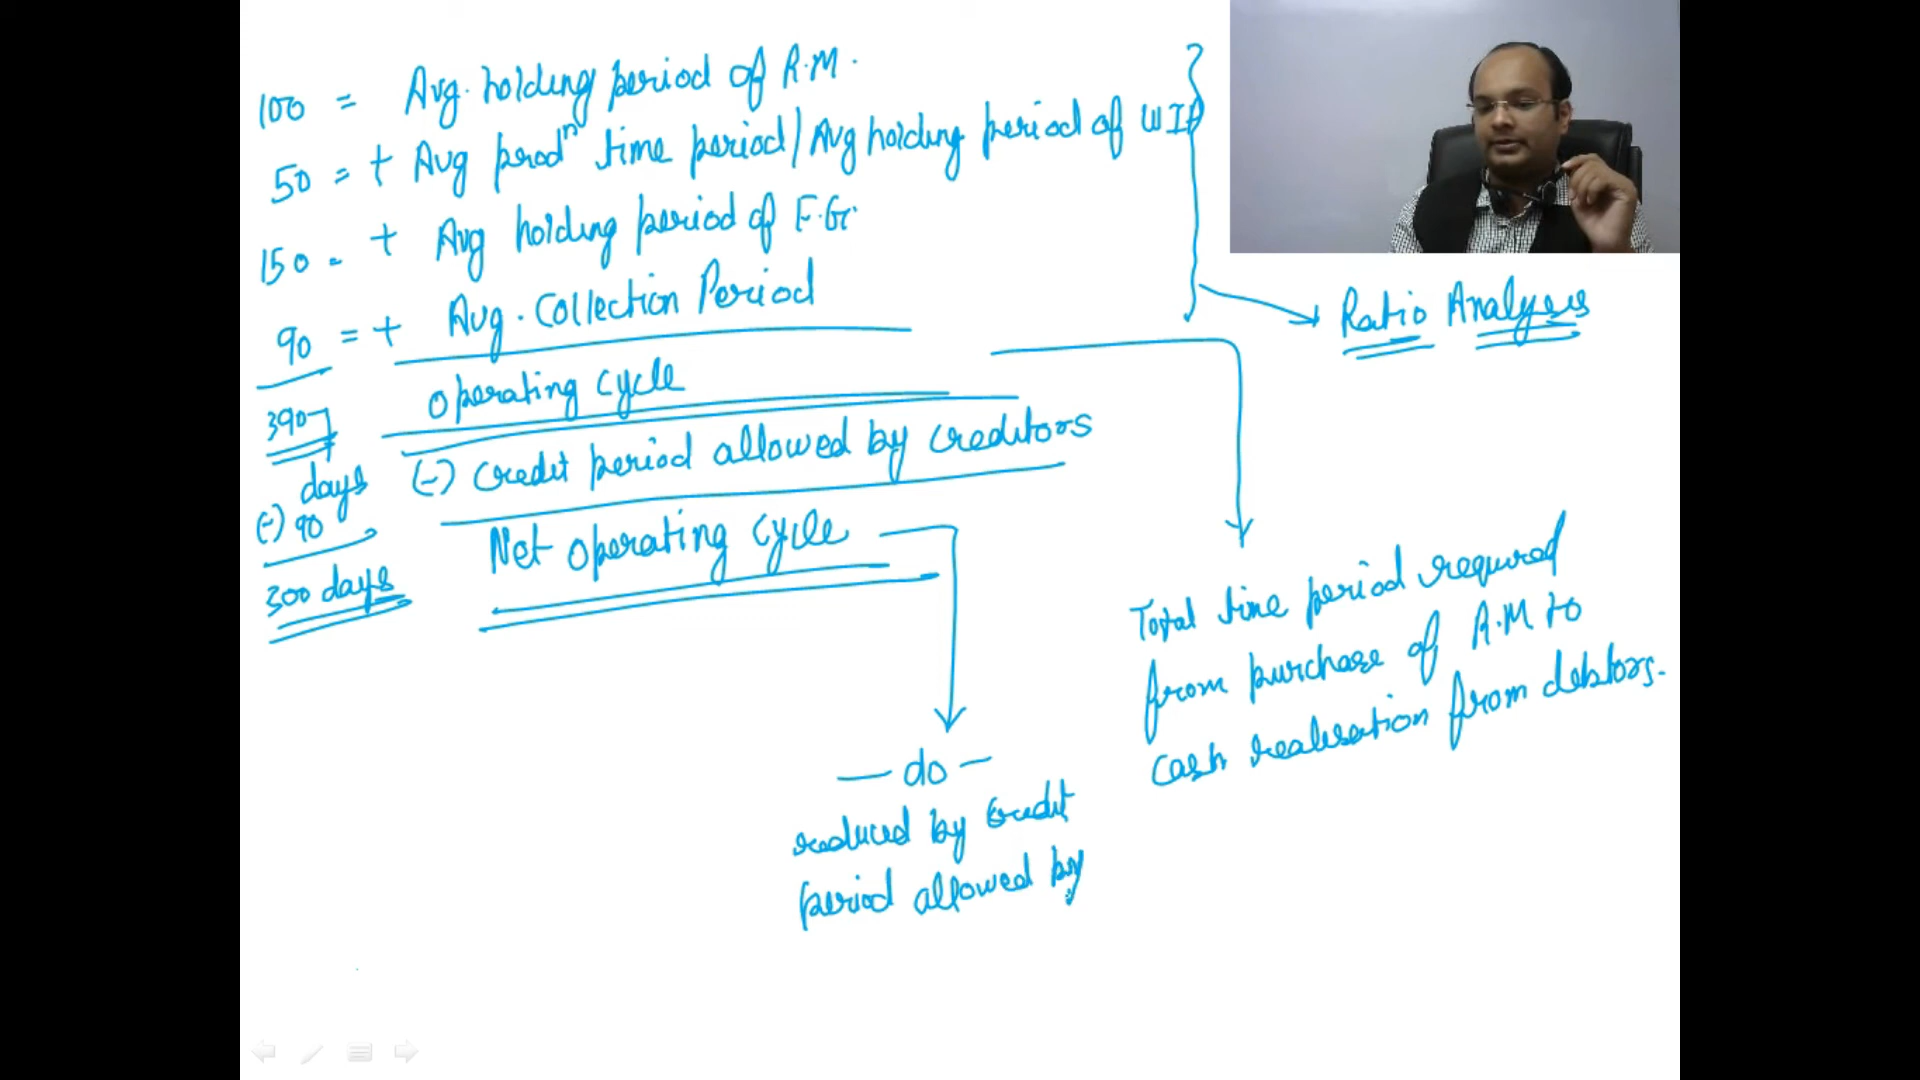 100 = Avg. holding period of R.M.
50 = + Avg prodⁿ time period / Avg holding period of WIP
150 = + Avg holding period of F.G.
90 = + Avg. Collection Period
390 operating cycle
days
(-) 90 (-) credit period allowed by creditors
300 days Net operating cycle
Ratio Analysis
Total time period required
from purchase of R.M to
cash realisation from debtors.
— do —
reduced by credit
period allowed by